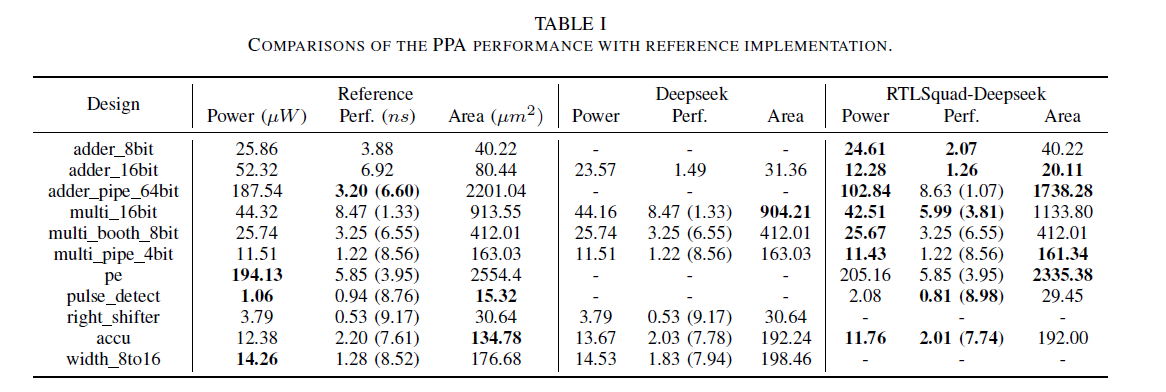 TABLE I
COMPARISONS OF THE PPA PERFORMANCE WITH REFERENCE IMPLEMENTATION.
Design Reference Deepseek RTLSquad-Deepseek
Power (μW) Perf. (ns) Area (μm²) Power Perf. Area Power Perf. Area
adder_8bit 25.86 3.88 40.22 - - - 24.61 2.07 40.22
adder_16bit 52.32 6.92 80.44 23.57 1.49 31.36 12.28 1.26 20.11
adder_pipe_64bit 187.54 3.20 (6.60) 2201.04 - - - 102.84 8.63 (1.07) 1738.28
multi_16bit 44.32 8.47 (1.33) 913.55 44.16 8.47 (1.33) 904.21 42.51 5.99 (3.81) 1133.80
multi_booth_8bit 25.74 3.25 (6.55) 412.01 25.74 3.25 (6.55) 412.01 25.67 3.25 (6.55) 412.01
multi_pipe_4bit 11.51 1.22 (8.56) 163.03 11.51 1.22 (8.56) 163.03 11.43 1.22 (8.56) 161.34
pe 194.13 5.85 (3.95) 2554.4 - - - 205.16 5.85 (3.95) 2335.38
pulse_detect 1.06 0.94 (8.76) 15.32 - - - 2.08 0.81 (8.98) 29.45
right_shifter 3.79 0.53 (9.17) 30.64 3.79 0.53 (9.17) 30.64 - - -
accu 12.38 2.20 (7.61) 134.78 13.67 2.03 (7.78) 192.24 11.76 2.01 (7.74) 192.00
width_8to16 14.26 1.28 (8.52) 176.68 14.53 1.83 (7.94) 198.46 - - -